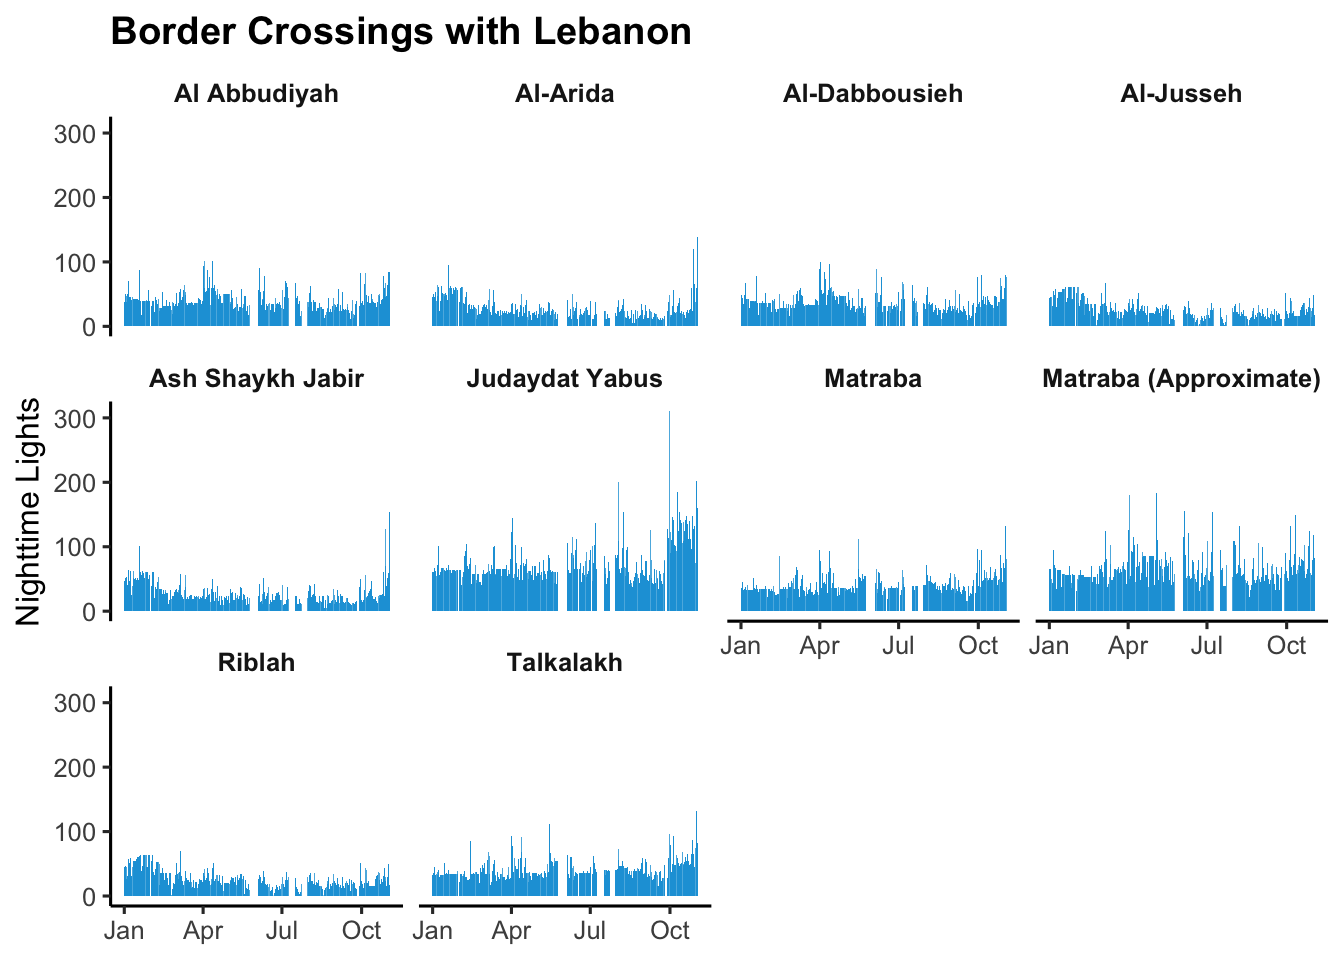 Border Crossings with Lebanon
Al Abbudiyah Al-Arida Al-Dabbousieh Al-Jusseh
300
200
100
0
Ash Shaykh Jabir Judaydat Yabus Matraba Matraba (Approximate)
300
200
100
0
Jan Apr Jul Oct Jan Apr Jul Oct
Riblah Talkalakh
300
200
100
0
Jan Apr Jul Oct Jan Apr Jul Oct
Nighttime Lights